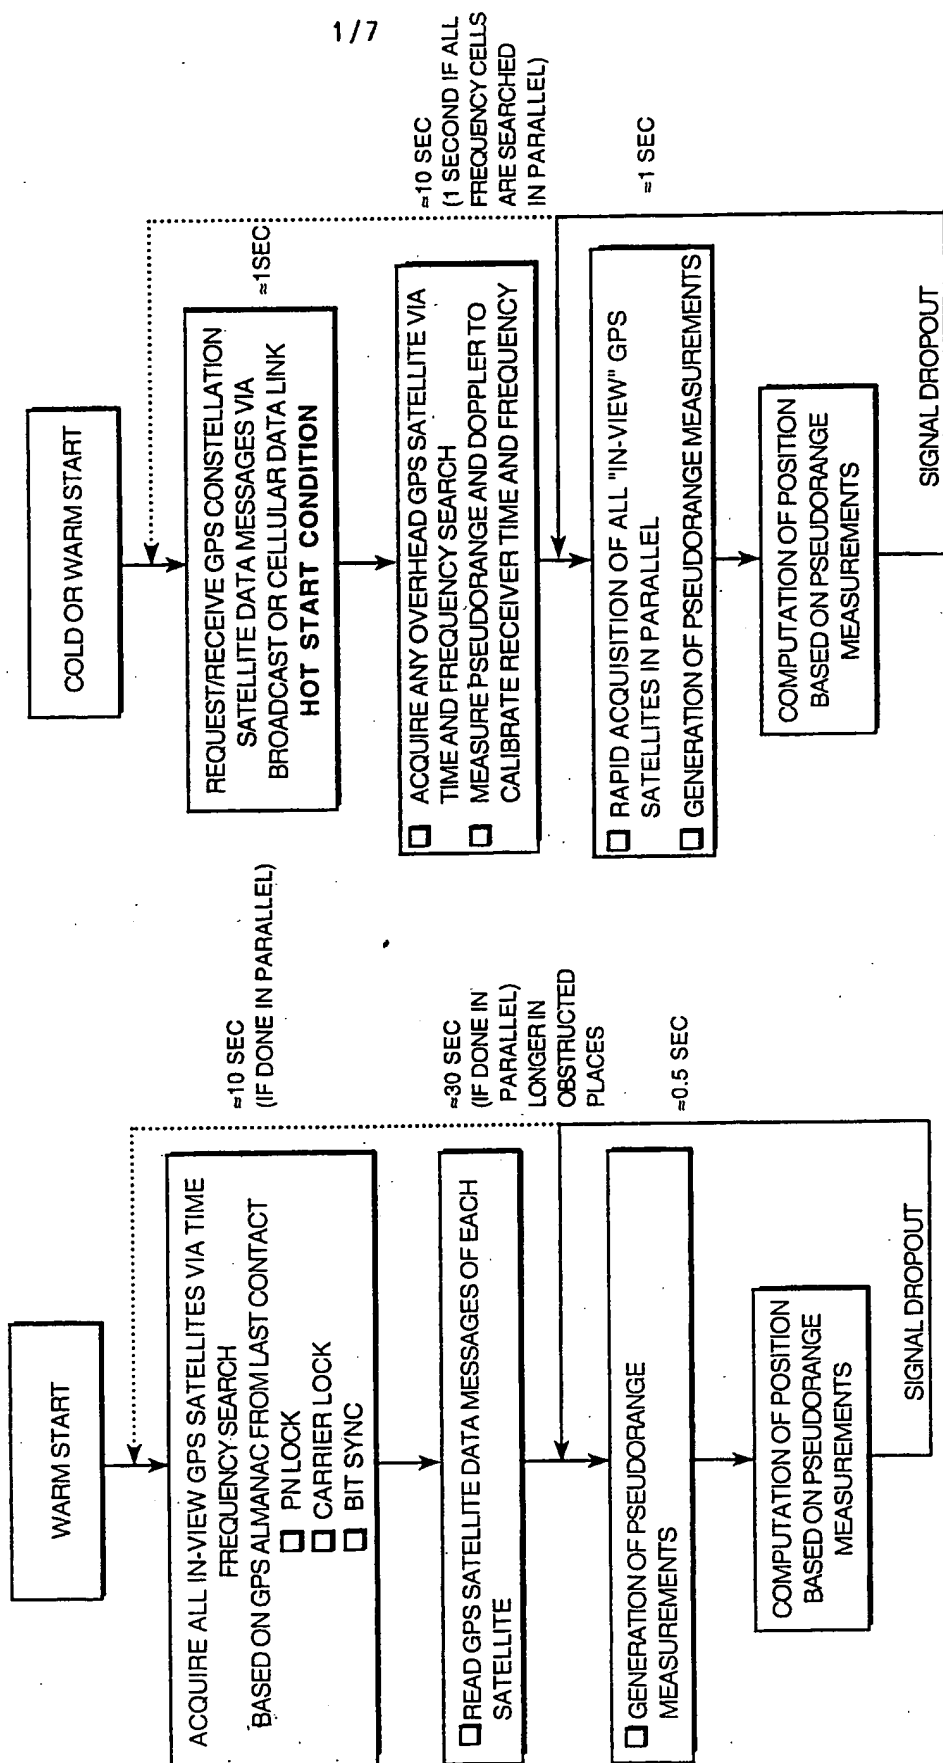 1/7
WARM START
ACQUIRE ALL IN-VIEW GPS SATELLITES VIA TIME
FREQUENCY SEARCH
BASED ON GPS ALMANAC FROM LAST CONTACT
☐ PN LOCK
☐ CARRIER LOCK
☐ BIT SYNC
≈10 SEC
(IF DONE IN PARALLEL)
☐ READ GPS SATELLITE DATA MESSAGES OF EACH
SATELLITE
≈30 SEC
(IF DONE IN
PARALLEL)
LONGER IN
OBSTRUCTED
PLACES
☐ GENERATION OF PSEUDORANGE
MEASUREMENTS
≈0.5 SEC
COMPUTATION OF POSITION
BASED ON PSEUDORANGE
MEASUREMENTS
SIGNAL DROPOUT
COLD OR WARM START
REQUEST/RECEIVE GPS CONSTELLATION
SATELLITE DATA MESSAGES VIA
BROADCAST OR CELLULAR DATA LINK
HOT START CONDITION
≈1SEC
☐ ACQUIRE ANY OVERHEAD GPS SATELLITE VIA
TIME AND FREQUENCY SEARCH
☐ MEASURE PSEUDORANGE AND DOPPLER TO
CALIBRATE RECEIVER TIME AND FREQUENCY
≈10 SEC
(1 SECOND IF ALL
FREQUENCY CELLS
ARE SEARCHED
IN PARALLEL)
☐ RAPID ACQUISITION OF ALL "IN-VIEW" GPS
SATELLITES IN PARALLEL
☐ GENERATION OF PSEUDORANGE MEASUREMENTS
≈1 SEC
COMPUTATION OF POSITION
BASED ON PSEUDORANGE
MEASUREMENTS
SIGNAL DROPOUT